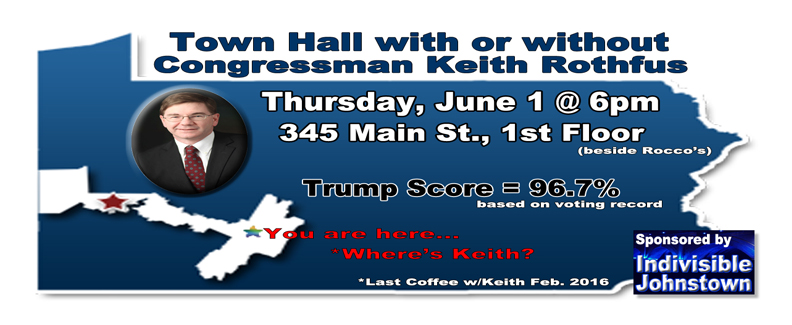 Town Hall with or without
Congressman Keith Rothfus
Thursday, June 1 @ 6pm
345 Main St., 1st Floor
(beside Rocco's)
Trump Score = 96.7%
based on voting record
*You are here...
*Where's Keith?
*Last Coffee w/Keith Feb. 2016
Sponsored by
Indivisible
Johnstown